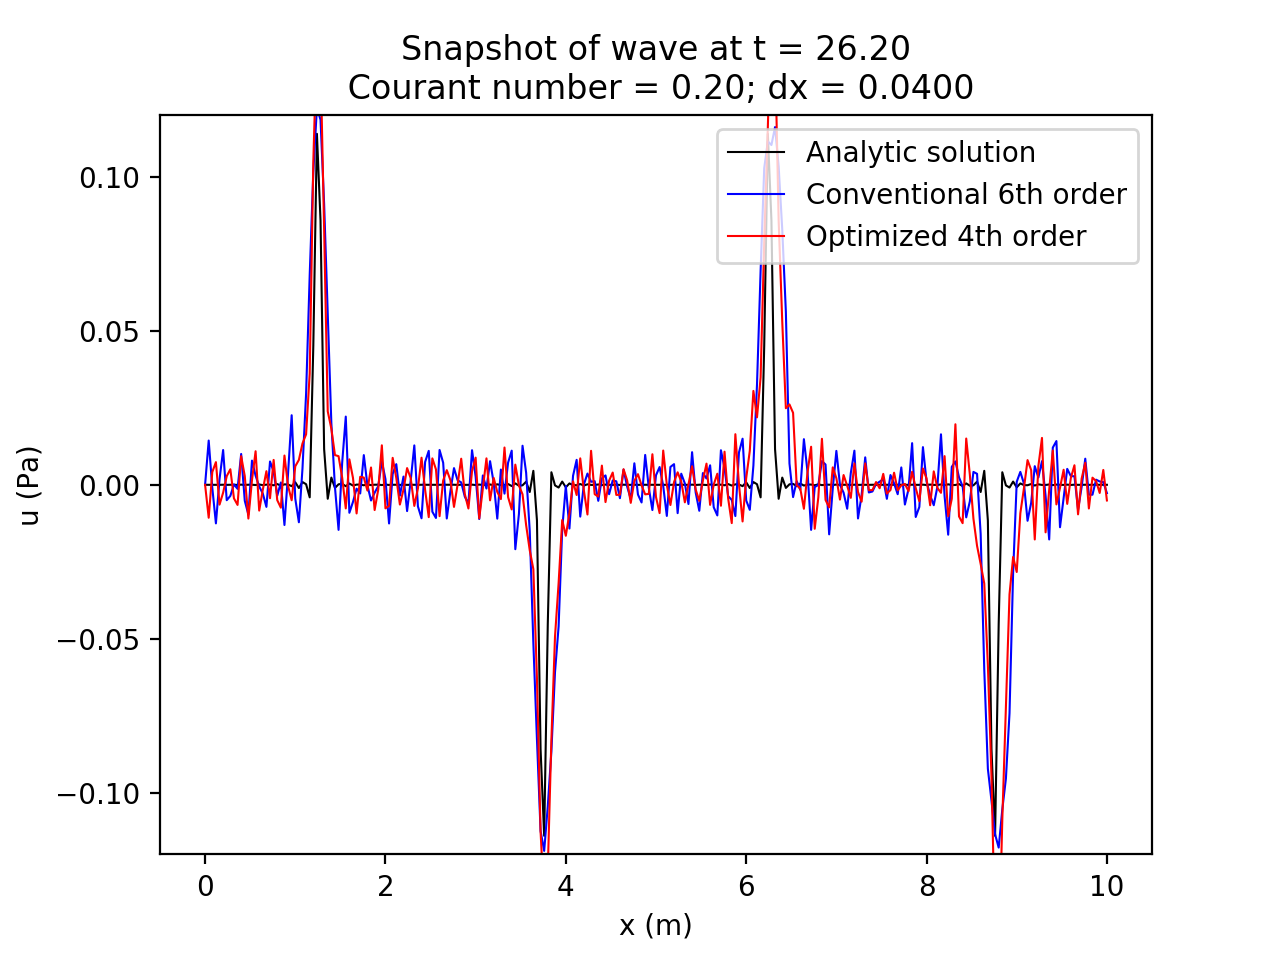 Snapshot of wave at t = 26.20
Courant number = 0.20; dx = 0.0400
Analytic solution
Conventional 6th order
Optimized 4th order
0.10
0.05
0.00
−0.05
−0.10
u (Pa)
0 2 4 6 8 10
x (m)